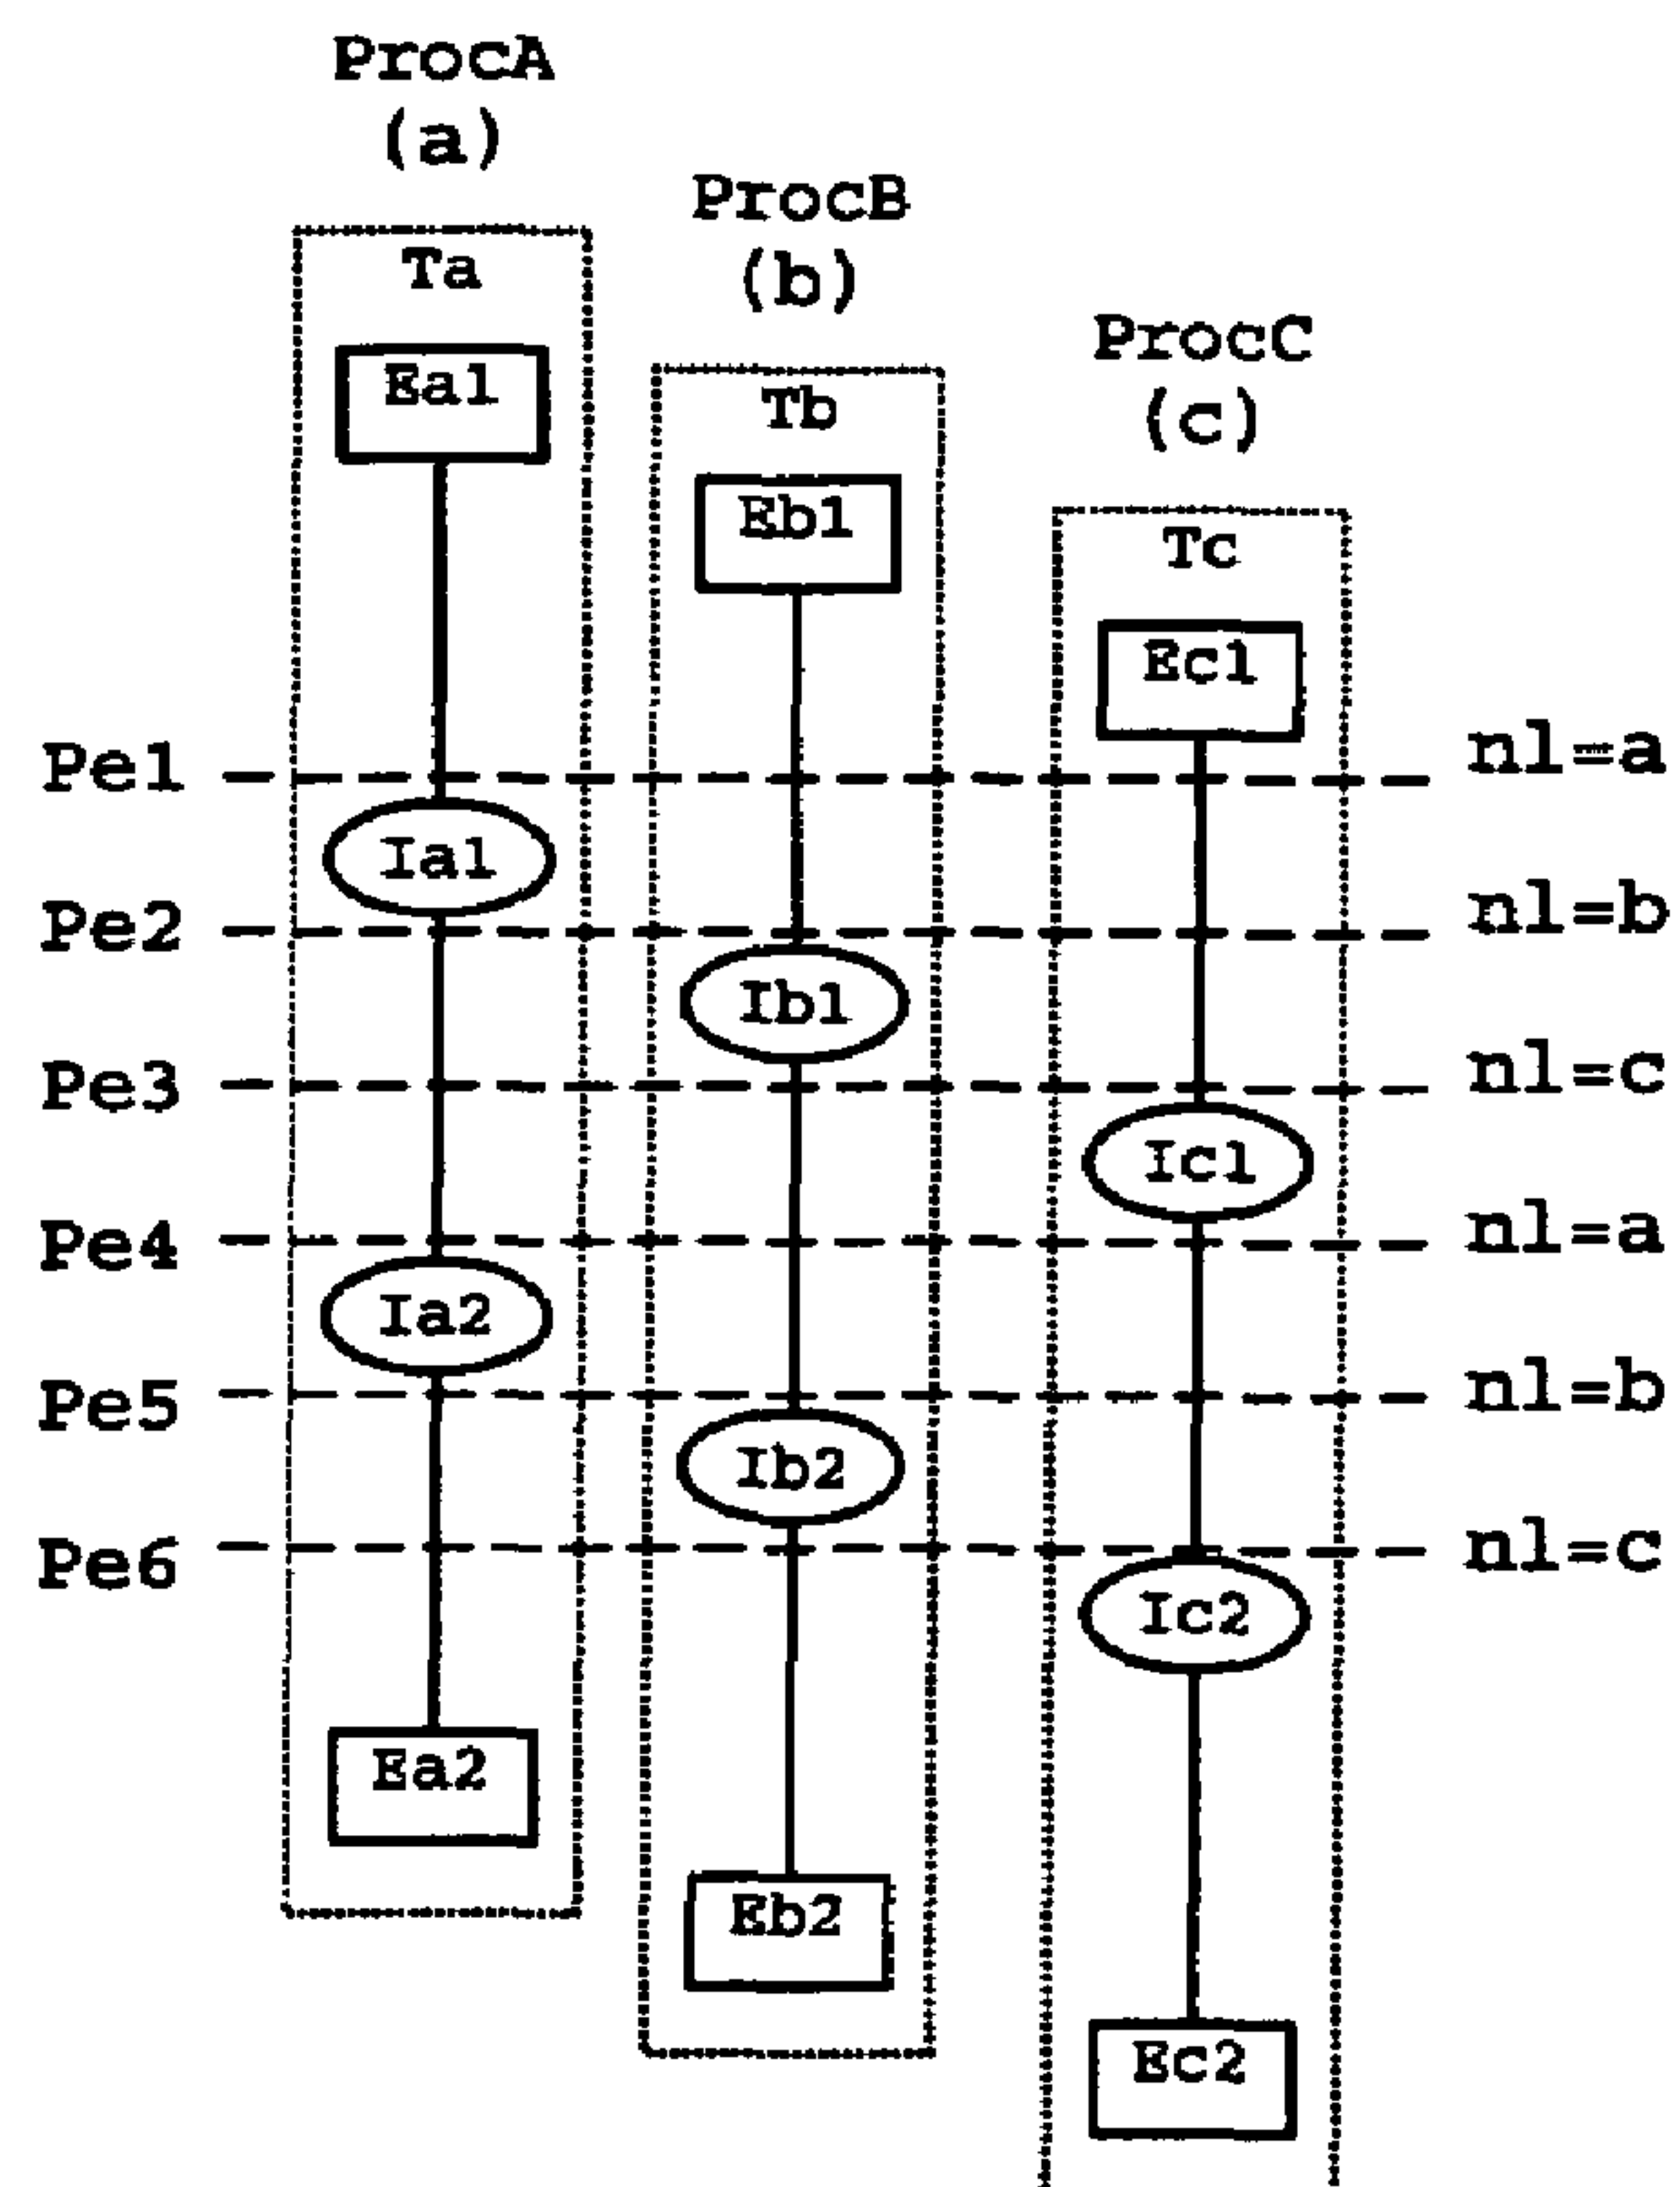 ProcA
(a)
ProcB
(b)
Ta
ProcC
(c)
Ea1
Tb
Eb1
Tc
Ec1
Pe1
nl=a
Ia1
Pe2
nl=b
Ib1
Pe3
nl=c
Ic1
Pe4
nl=a
Ia2
Pe5
nl=b
Ib2
Pe6
nl=c
Ic2
Ea2
Eb2
Ec2